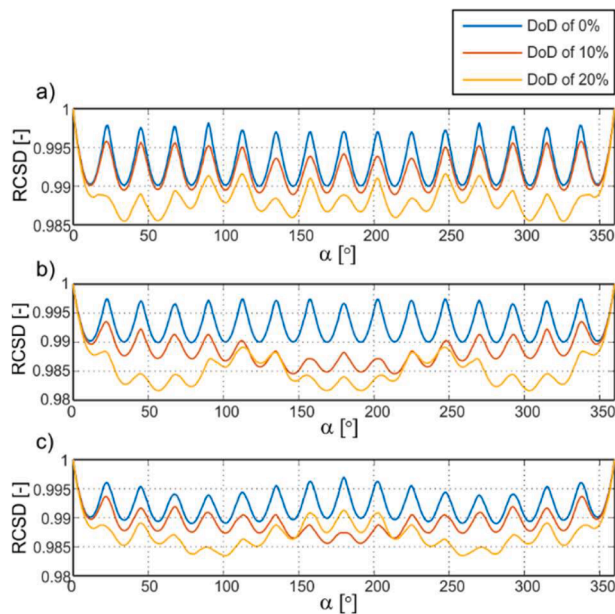 DoD of 0%
DoD of 10%
DoD of 20%
a)
1
0.995
0.99
0.985
RCSD [-]
0 50 100 150 200 250 300 350
α [°]
b)
1
0.995
0.99
0.985
0.98
RCSD [-]
0 50 100 150 200 250 300 350
α [°]
c)
1
0.995
0.99
0.985
0.98
RCSD [-]
0 50 100 150 200 250 300 350
α [°]